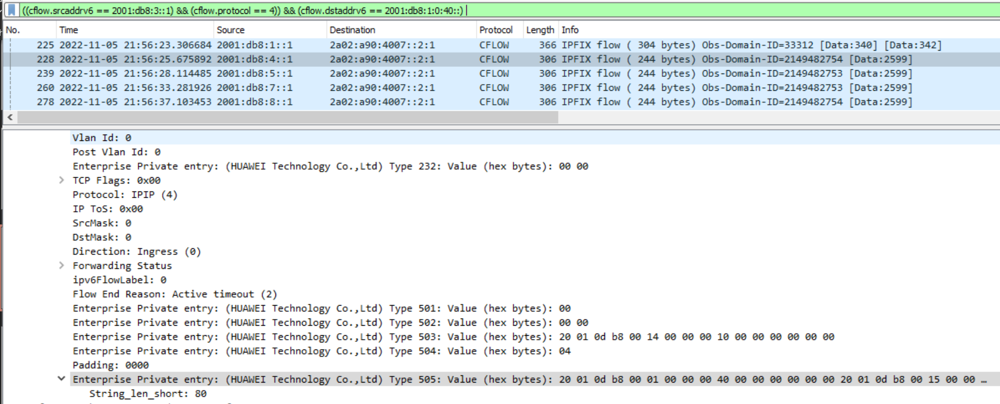 ((cflow.srcaddrv6 == 2001:db8:3::1) && (cflow.protocol == 4)) && (cflow.dstaddrv6 == 2001:db8:1:0:40::)
No. Time Source Destination Protocol Length Info
225 2022-11-05 21:56:23.306684 2001:db8:1::1 2a02:a90:4007::2:1 CFLOW 366 IPFIX flow ( 304 bytes) Obs-Domain-ID=33312 [Data:340] [Data:342]
228 2022-11-05 21:56:25.675892 2001:db8:4::1 2a02:a90:4007::2:1 CFLOW 306 IPFIX flow ( 244 bytes) Obs-Domain-ID=2149482754 [Data:2599]
239 2022-11-05 21:56:28.114485 2001:db8:5::1 2a02:a90:4007::2:1 CFLOW 306 IPFIX flow ( 244 bytes) Obs-Domain-ID=2149482753 [Data:2599]
260 2022-11-05 21:56:33.281926 2001:db8:7::1 2a02:a90:4007::2:1 CFLOW 306 IPFIX flow ( 244 bytes) Obs-Domain-ID=2149482753 [Data:2599]
278 2022-11-05 21:56:37.103453 2001:db8:8::1 2a02:a90:4007::2:1 CFLOW 306 IPFIX flow ( 244 bytes) Obs-Domain-ID=2149482754 [Data:2599]
Vlan Id: 0
Post Vlan Id: 0
Enterprise Private entry: (HUAWEI Technology Co.,Ltd) Type 232: Value (hex bytes): 00 00
TCP Flags: 0x00
Protocol: IPIP (4)
IP ToS: 0x00
SrcMask: 0
DstMask: 0
Direction: Ingress (0)
Forwarding Status
ipv6FlowLabel: 0
Flow End Reason: Active timeout (2)
Enterprise Private entry: (HUAWEI Technology Co.,Ltd) Type 501: Value (hex bytes): 00
Enterprise Private entry: (HUAWEI Technology Co.,Ltd) Type 502: Value (hex bytes): 00 00
Enterprise Private entry: (HUAWEI Technology Co.,Ltd) Type 503: Value (hex bytes): 20 01 0d b8 00 14 00 00 00 10 00 00 00 00 00 00
Enterprise Private entry: (HUAWEI Technology Co.,Ltd) Type 504: Value (hex bytes): 04
Padding: 0000
Enterprise Private entry: (HUAWEI Technology Co.,Ltd) Type 505: Value (hex bytes): 20 01 0d b8 00 01 00 00 00 40 00 00 00 00 00 00 20 01 0d b8 00 15 00 00 …
String_len_short: 80